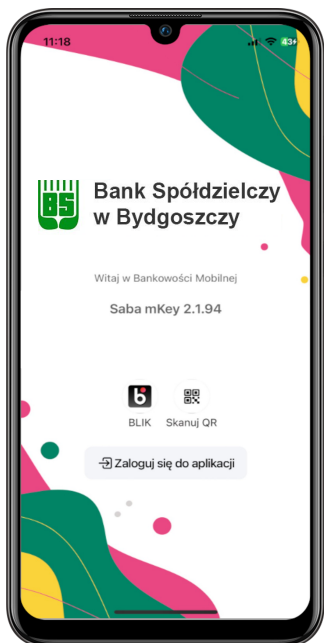 11:18
43
BS
Bank Spółdzielczy
w Bydgoszczy
Witaj w Bankowości Mobilnej
Saba mKey 2.1.94
BLIK
Skanuj QR
Zaloguj się do aplikacji